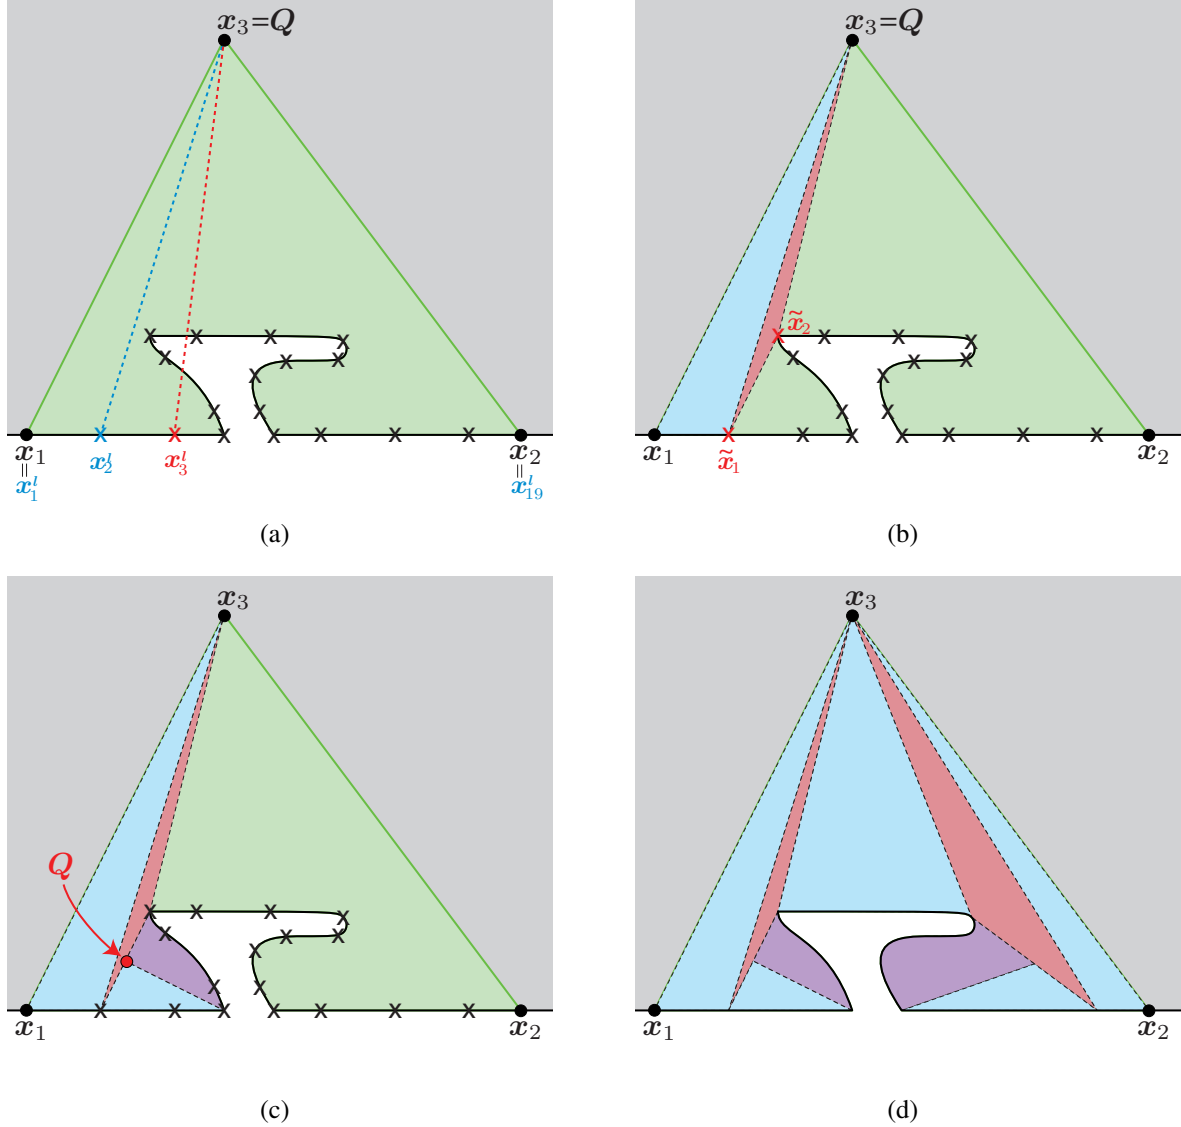 x₃=Q
x₃=Q
x̃₂
x₁ x₂ˡ x₃ˡ x₂
x₁ x̃₁ x₂
=x₁ˡ =x₁₉ˡ
(a) (b)
x₃
x₃
Q
x₁ x₂
x₁ x₂
(c) (d)